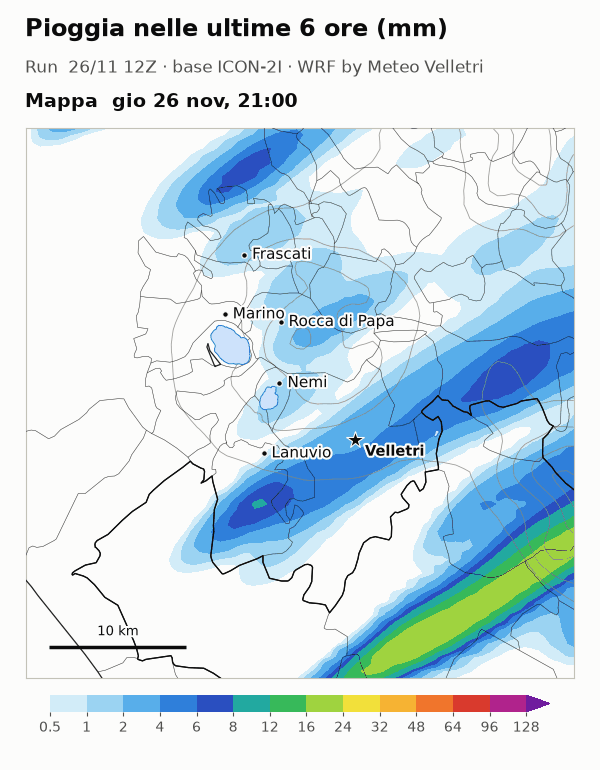 Pioggia nelle ultime 6 ore (mm)
Run  26/11 12Z · base ICON-2I · WRF by Meteo Velletri
Mappa  gio 26 nov, 21:00
Frascati
Marino
Rocca di Papa
Nemi
Velletri
Lanuvio
10 km
0.5 1 2 4 6 8 12 16 24 32 48 64 96 128